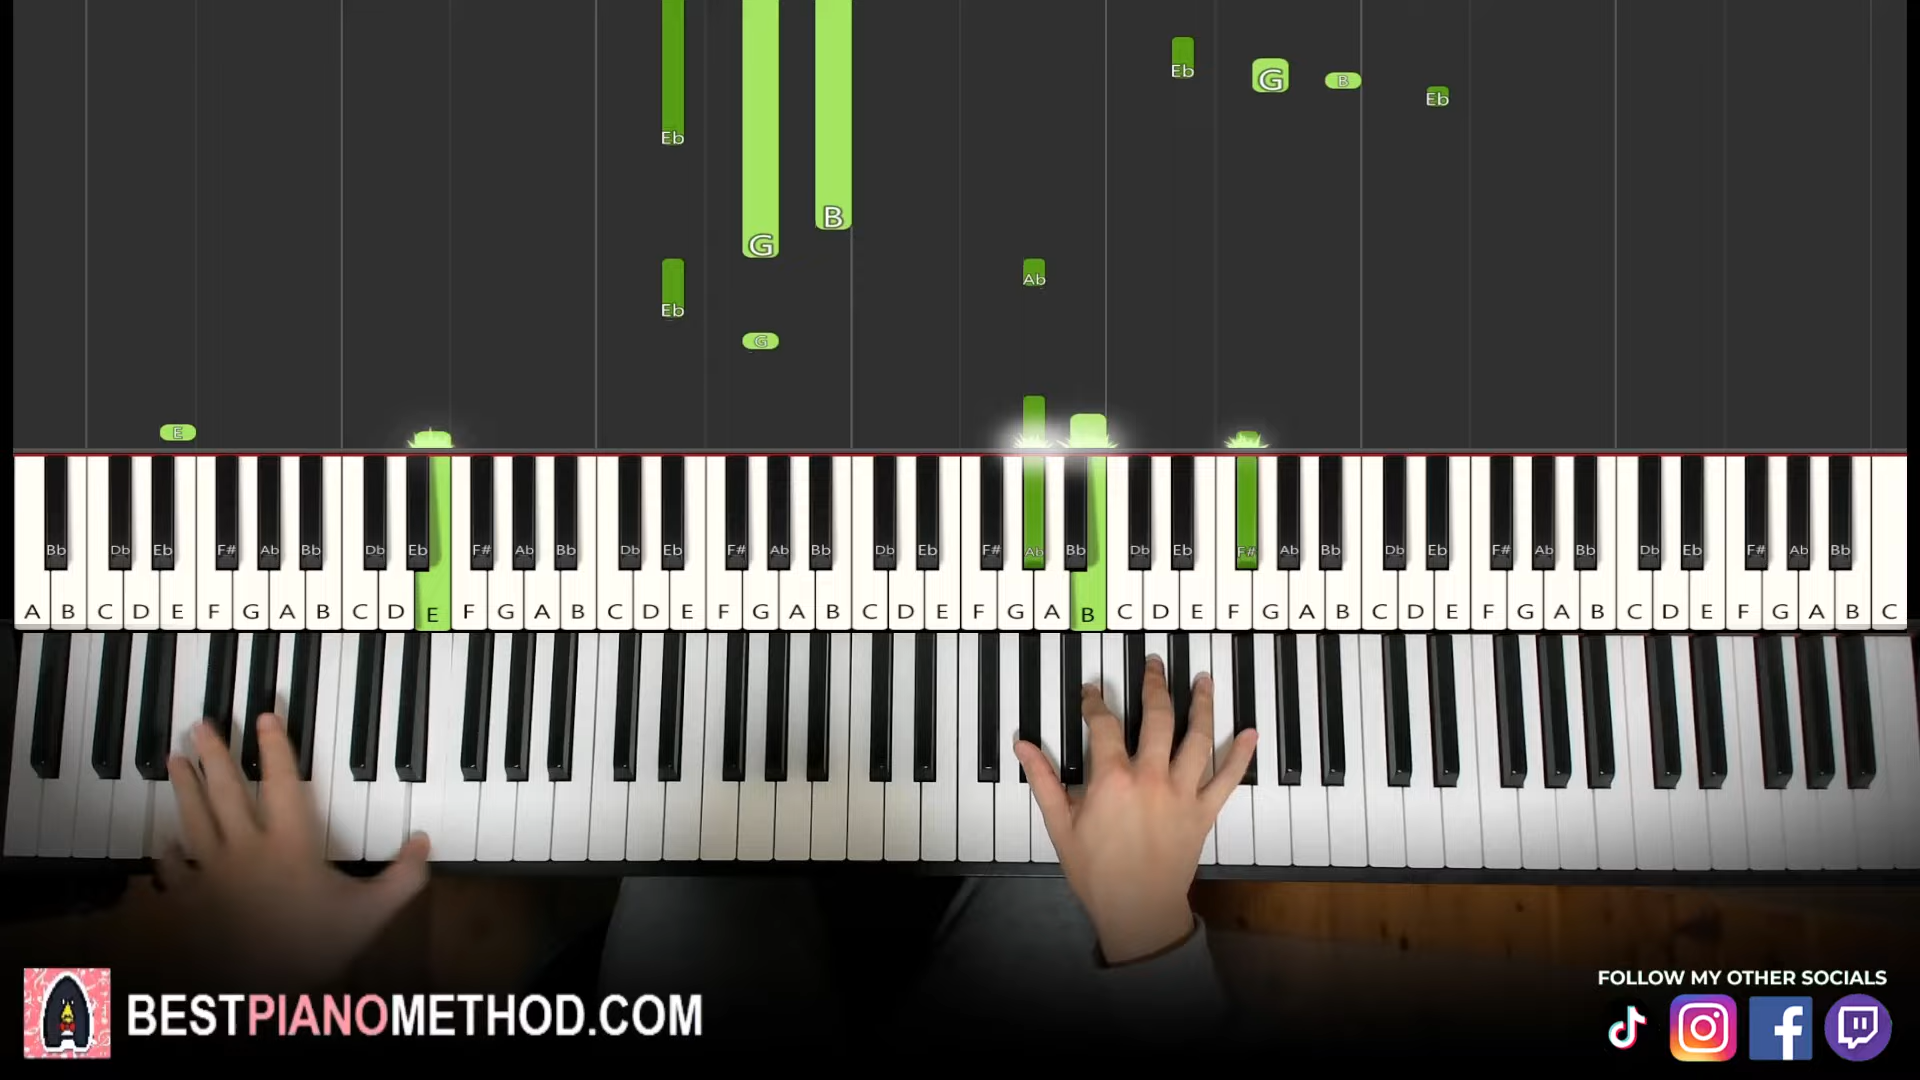 Eb G B Eb
Eb
B
G
Ab
Eb
G
E
Bb Db Eb F# Ab Bb Db Eb F# Ab Bb Db Eb F# Ab Bb Db Eb F# Ab Bb Db Eb F# Ab Bb Db Eb F# Ab Bb Db Eb F# Ab Bb
A B C D E F G A B C D E F G A B C D E F G A B C D E F G A B C D E F G A B C D E F G A B C D E F G A B C
FOLLOW MY OTHER SOCIALS
BESTPIANOMETHOD.COM